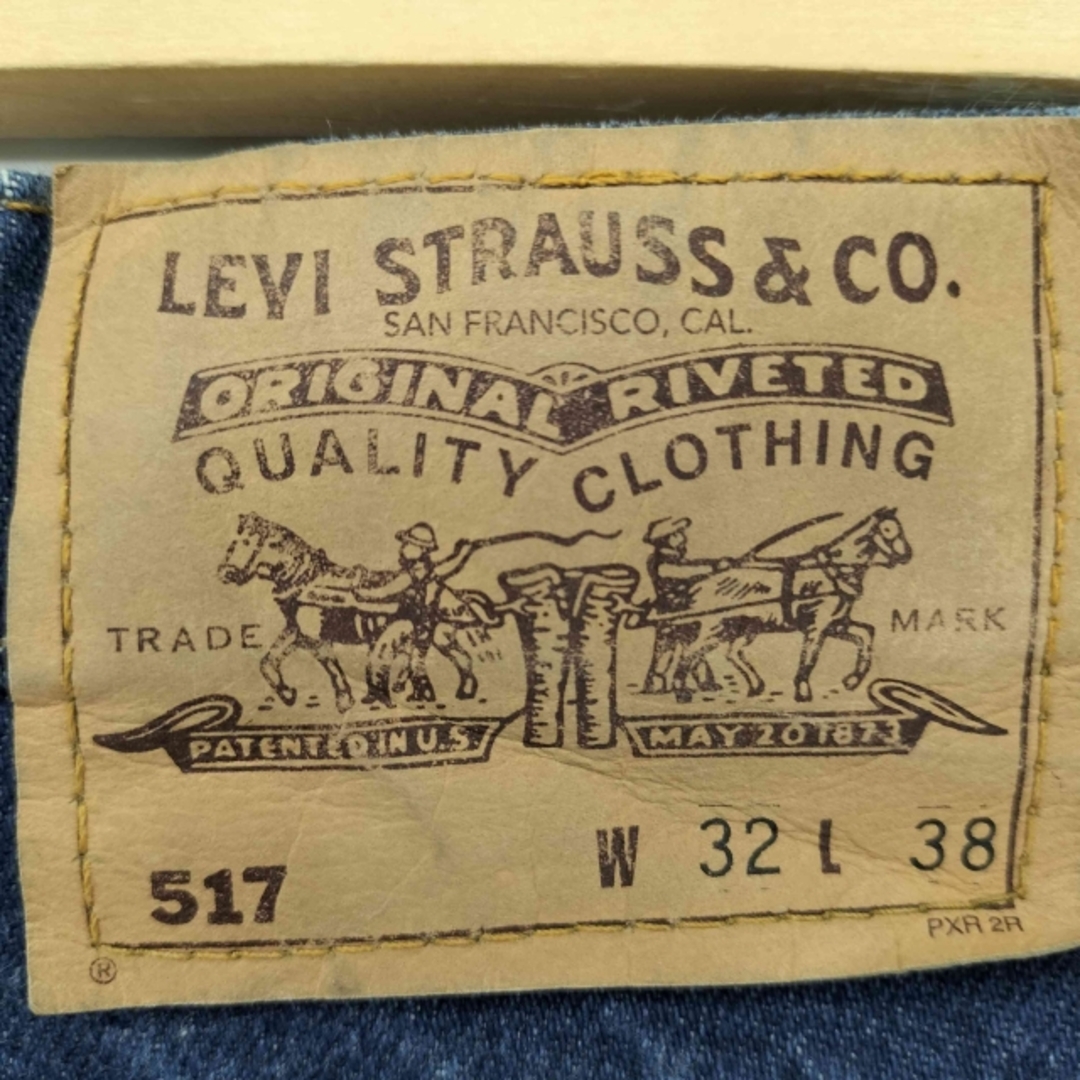 LEVI STRAUSS & CO.
SAN FRANCISCO, CAL.
ORIGINAL RIVETED
QUALITY CLOTHING
TRADE MARK
PATENTED IN U.S. MAY 20 1873
517 W 32 L 38
PXR 2R
®